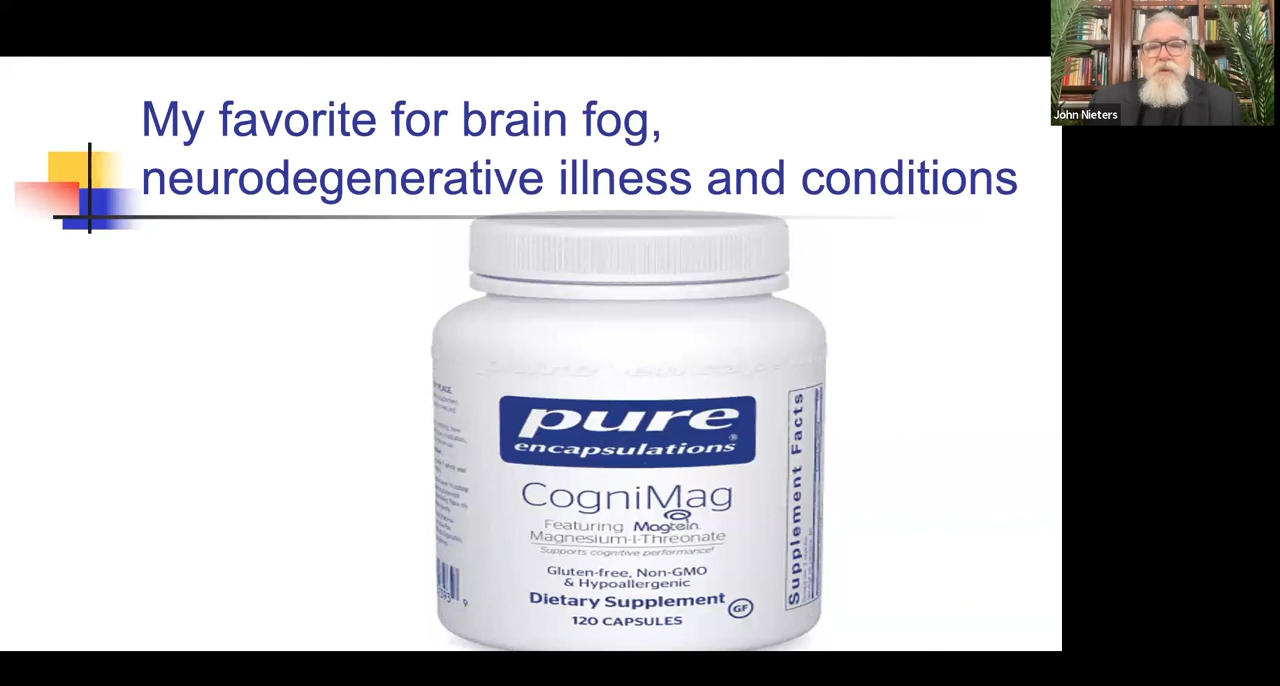 My favorite for brain fog,
neurodegenerative illness and conditions
John Nieters
pure
encapsulations®
CogniMag
Featuring Magtein
Magnesium-l-Threonate
Supports cognitive performance‡
Gluten-free, Non-GMO
& Hypoallergenic
Dietary Supplement
GF
120 CAPSULES
Supplement Facts